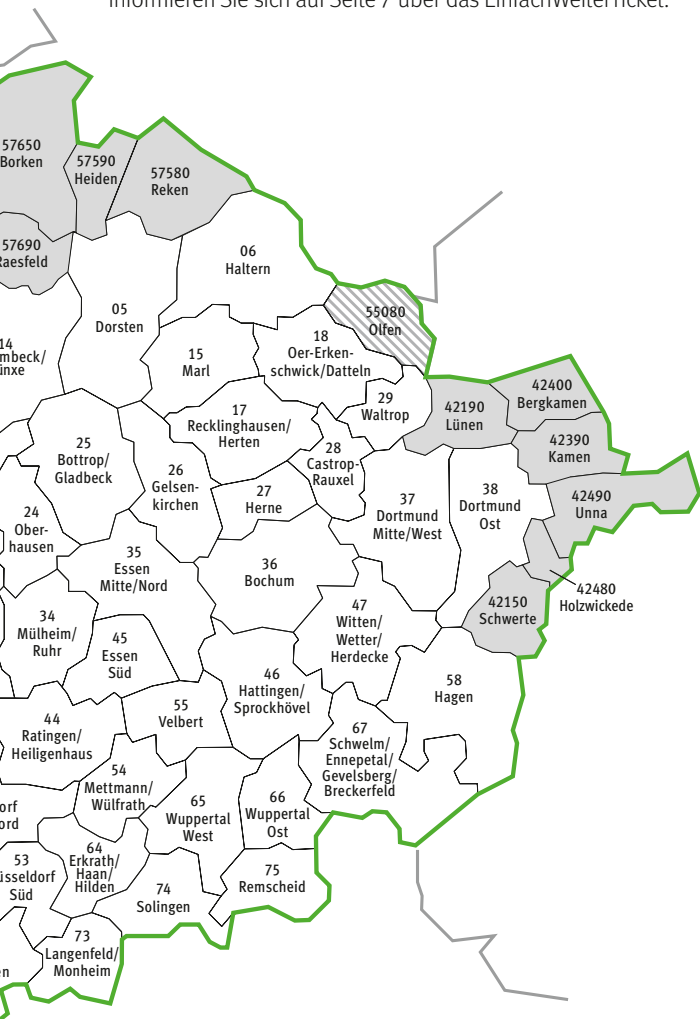 informieren Sie sich auf Seite 7 über das EinfachWeiterTicket.
57650
Borken
57590
Heiden
57580
Reken
57690
Raesfeld
06
Haltern
05
Dorsten
55080
Olfen
14
mbeck/
ünxe
15
Marl
18
Oer-Erken-
schwick/Datteln
29
Waltrop
42190
Lünen
42400
Bergkamen
42390
Kamen
42490
Unna
17
Recklinghausen/
Herten
25
Bottrop/
Gladbeck
26
Gelsen-
kirchen
28
Castrop-
Rauxel
27
Herne
37
Dortmund
Mitte/West
38
Dortmund
Ost
24
Ober-
hausen
35
Essen
Mitte/Nord
36
Bochum
42480
Holzwickede
42150
Schwerte
34
Mülheim/
Ruhr
45
Essen
Süd
47
Witten/
Wetter/
Herdecke
46
Hattingen/
Sprockhövel
58
Hagen
44
Ratingen/
Heiligenhaus
55
Velbert
67
Schwelm/
Ennepetal/
Gevelsberg/
Breckerfeld
54
Mettmann/
Wülfrath
65
Wuppertal
West
66
Wuppertal
Ost
orf
ord
53
üsseldorf
Süd
64
Erkrath/
Haan/
Hilden
74
Solingen
75
Remscheid
73
Langenfeld/
Monheim
en